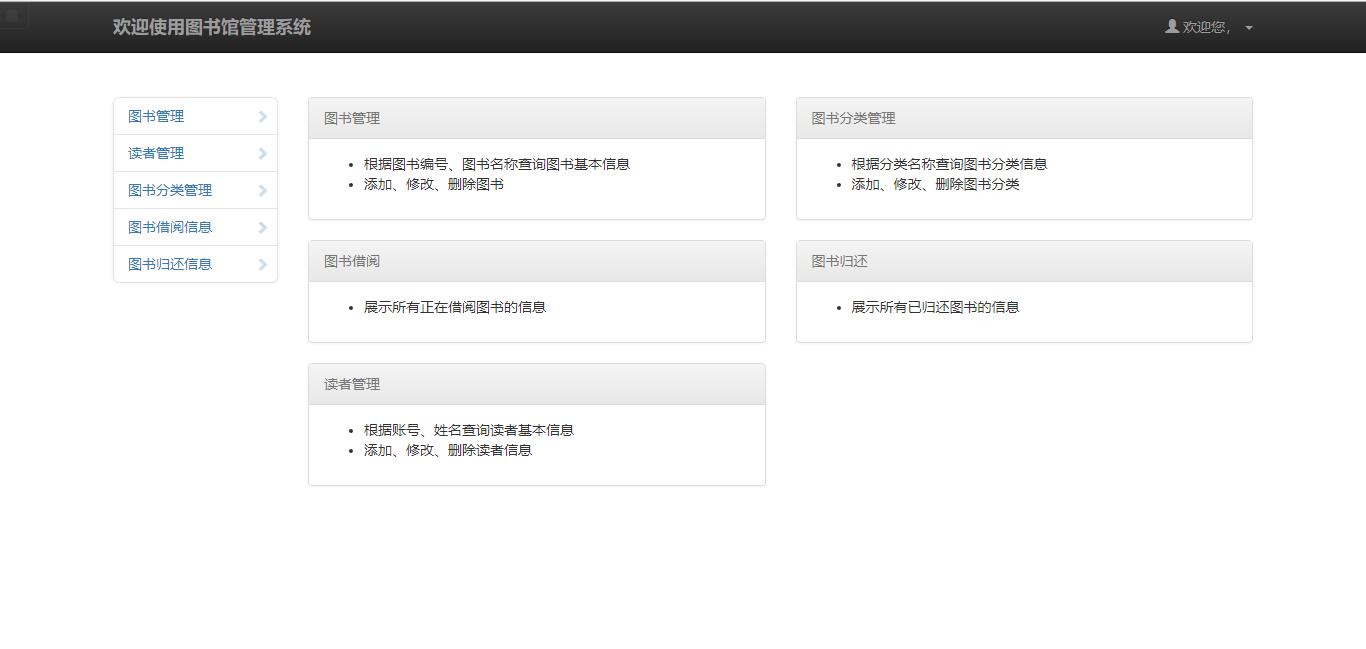 欢迎使用图书馆管理系统
欢迎您，
图书管理
读者管理
图书分类管理
图书借阅信息
图书归还信息
图书管理
根据图书编号、图书名称查询图书基本信息
添加、修改、删除图书
图书分类管理
根据分类名称查询图书分类信息
添加、修改、删除图书分类
图书借阅
展示所有正在借阅图书的信息
图书归还
展示所有已归还图书的信息
读者管理
根据账号、姓名查询读者基本信息
添加、修改、删除读者信息